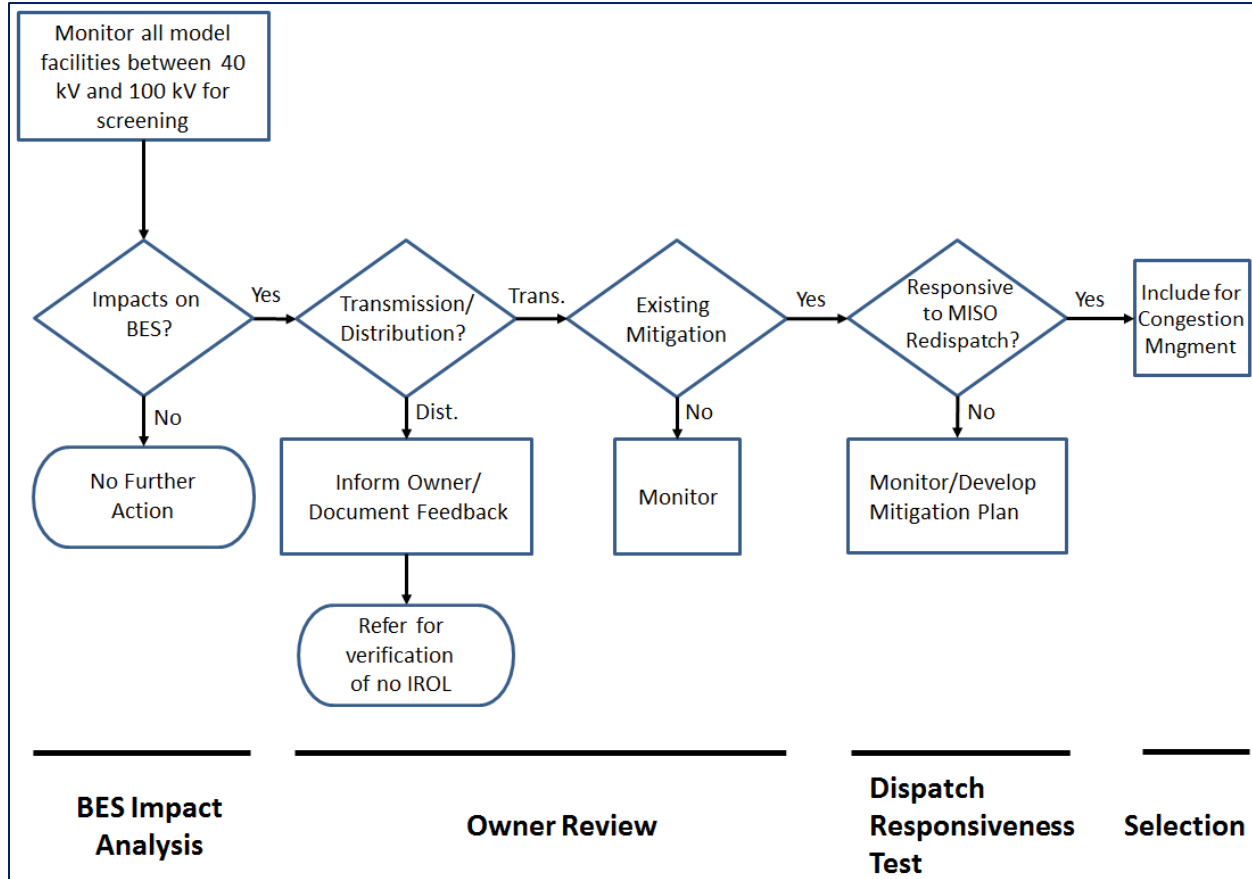 Monitor all model
facilities between 40
kV and 100 kV for
screening
Impacts on
BES?
Yes
No
No Further
Action
Transmission/
Distribution?
Trans.
Dist.
Inform Owner/
Document Feedback
Refer for
verification
of no IROL
Existing
Mitigation
Yes
No
Monitor
Responsive
to MISO
Redispatch?
Yes
No
Monitor/Develop
Mitigation Plan
Include for
Congestion
Mngment
BES Impact
Analysis
Owner Review
Dispatch
Responsiveness
Test
Selection